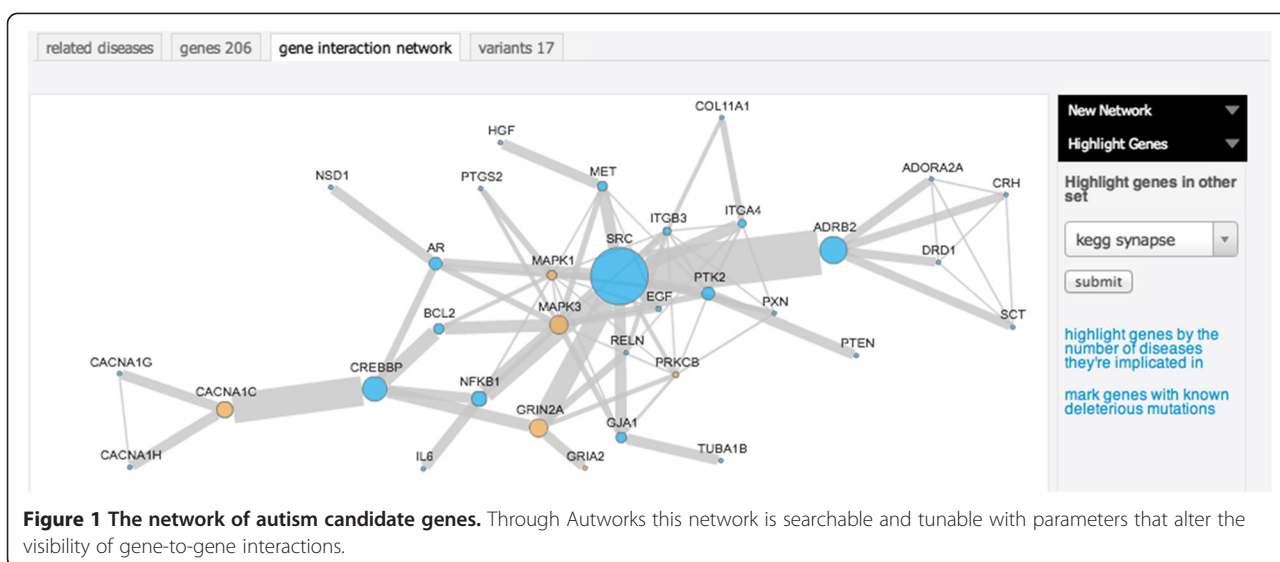 related diseases
genes 206
gene interaction network
variants 17
COL11A1
HGF
NSD1
PTGS2
MET
ADORA2A
CRH
ITGB3
ITGA4
ADRB2
SRC
AR
MAPK1
DRD1
PTK2
EGF
PXN
MAPK3
BCL2
SCT
RELN
PTEN
PRKCB
CACNA1G
CREBBP
NFKB1
CACNA1C
GRIN2A
GJA1
CACNA1H
IL6
GRIA2
TUBA1B
New Network
Highlight Genes
Highlight genes in other
set
kegg synapse
submit
highlight genes by the
number of diseases
they're implicated in
mark genes with known
deleterious mutations
Figure 1 The network of autism candidate genes. Through Autworks this network is searchable and tunable with parameters that alter the
visibility of gene-to-gene interactions.